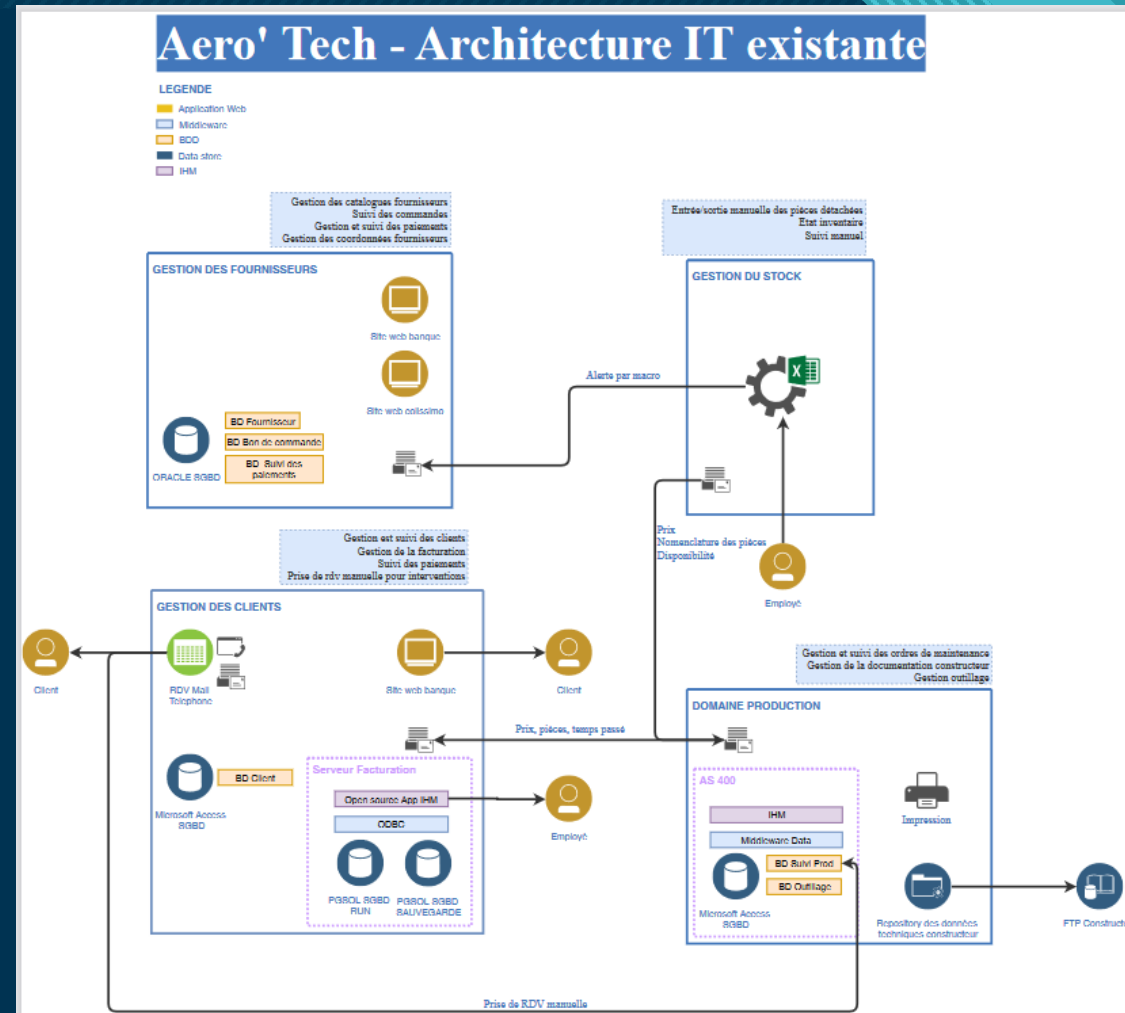 Aero' Tech - Architecture IT existante
LEGENDE
Application Web
Middleware
BDD
Data store
IHM
Gestion des catalogues fournisseurs
Suivi des commandes
Gestion et suivi des paiements
Gestion des coordonnées fournisseurs
GESTION DES FOURNISSEURS
Site web banque
Site web colissimo
ORACLE SGBD
BD Fournisseur
BD Bon de commande
BD Suivi des
paiements
Alerte par macro
Entrée/sortie manuelle des pièces détachées
Etat inventaire
Suivi manuel
GESTION DU STOCK
X
Prix
Nomenclature des pièces
Disponibilité
Employé
Gestion est suivi des clients
Gestion de la facturation
Suivi des paiements
Prise de rdv manuelle pour interventions
GESTION DES CLIENTS
Client
RDV Mail
Telephone
Site web banque
Client
Prix, pièces, temps passé
Microsoft Access
SGBD
BD Client
Serveur Facturation
Open source App IHM
ODBC
PGSQL SGBD
RUN
PGSQL SGBD
SAUVEGARDE
Employé
Gestion et suivi des ordres de maintenance
Gestion de la documentation constructeur
Gestion outillage
DOMAINE PRODUCTION
AS 400
IHM
Middleware Data
BD Suivi Prod
BD Outillage
Microsoft Access
SGBD
Impression
Repository des données
techniques constructeur
FTP Construct
Prise de RDV manuelle